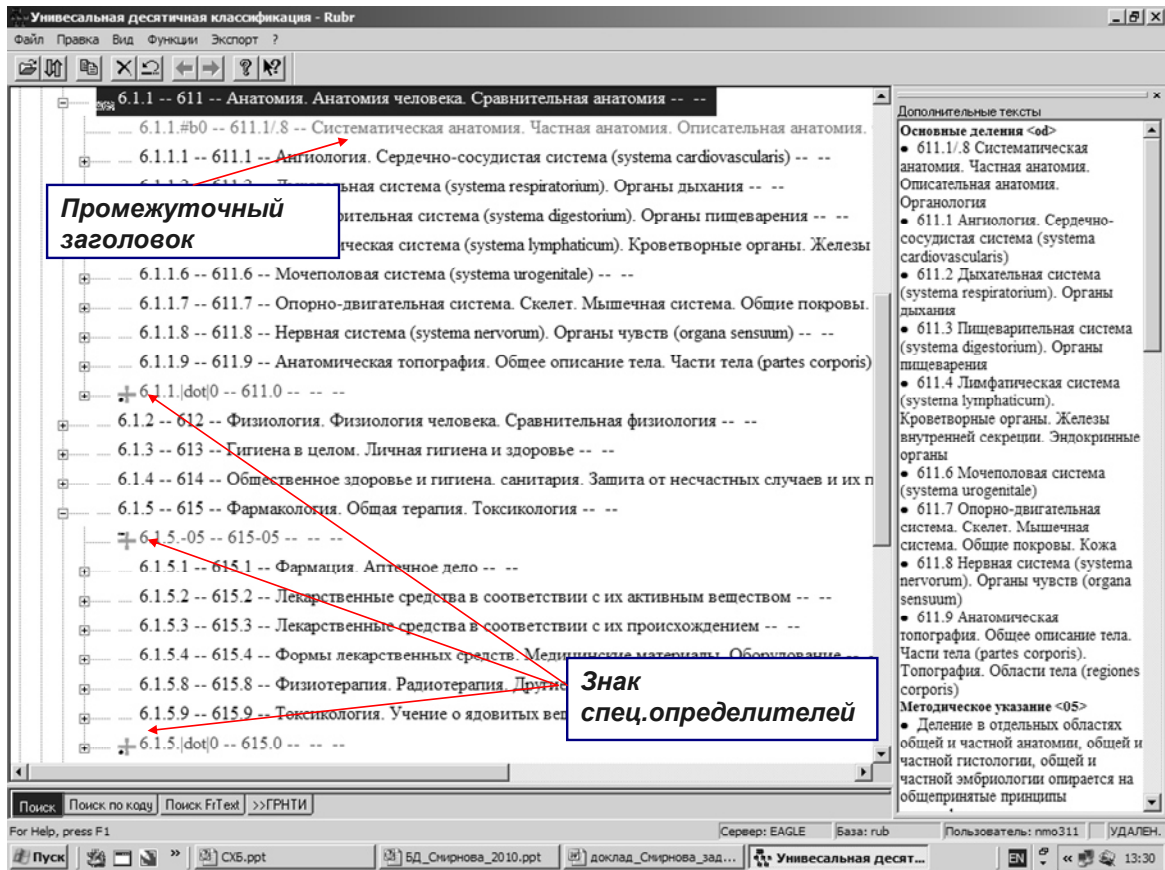 Унивесальная десятичная классификация - Rubr
Файл Правка Вид Функции Экспорт ?
6.1.1 -- 611 -- Анатомия. Анатомия человека. Сравнительная анатомия -- --
6.1.1.#b0 -- 611.1/.8 -- Систематическая анатомия. Частная анатомия. Описательная анатомия.
6.1.1.1 -- 611.1 -- Ангиология. Сердечно-сосудистая система (systema cardiovascularis) -- --
система (systema respiratorium). Органы дыхания -- --
система (systema digestorium). Органы пищеварения -- --
система (systema lymphaticum). Кроветворные органы. Железы
Промежуточный
заголовок
6.1.1.6 -- 611.6 -- Мочеполовая система (systema urogenitale) -- --
6.1.1.7 -- 611.7 -- Опорно-двигательная система. Скелет. Мышечная система. Общие покровы.
6.1.1.8 -- 611.8 -- Нервная система (systema nervorum). Органы чувств (organa sensuum) -- --
6.1.1.9 -- 611.9 -- Анатомическая топография. Общее описание тела. Части тела (partes corporis)
6.1.1.|dot|0 -- 611.0 -- -- --
6.1.2 -- 612 -- Физиология. Физиология человека. Сравнительная физиология -- --
6.1.3 -- 613 -- Гигиена в целом. Личная гигиена и здоровье -- --
6.1.4 -- 614 -- Общественное здоровье и гигиена. санитария. Защита от несчастных случаев и их п
6.1.5 -- 615 -- Фармакология. Общая терапия. Токсикология -- --
6.1.5.-05 -- 615-05 -- -- --
6.1.5.1 -- 615.1 -- Фармация. Аптечное дело -- --
6.1.5.2 -- 615.2 -- Лекарственные средства в соответствии с их активным веществом -- --
6.1.5.3 -- 615.3 -- Лекарственные средства в соответствии с их происхождением -- --
6.1.5.4 -- 615.4 -- Формы лекарственных средств. Медицинские материалы. Оборудование --
6.1.5.8 -- 615.8 -- Физиотерапия. Радиотерапия. Другие
6.1.5.9 -- 615.9 -- Токсикология. Учение о ядовитых
6.1.5.|dot|0 -- 615.0 -- -- --
Знак
спец.определителей
Дополнительные тексты
Основные деления <od>
• 611.1/.8 Систематическая
анатомия. Частная анатомия.
Описательная анатомия.
Органология
• 611.1 Ангиология. Сердечно-
сосудистая система (systema
cardiovascularis)
• 611.2 Дыхательная система
(systema respiratorium). Органы
дыхания
• 611.3 Пищеварительная система
(systema digestorium). Органы
пищеварения
• 611.4 Лимфатическая система
(systema lymphaticum).
Кроветворные органы. Железы
внутренней секреции. Эндокринные
органы
• 611.6 Мочеполовая система
(systema urogenitale)
• 611.7 Опорно-двигательная
система. Скелет. Мышечная
система. Общие покровы. Кожа
• 611.8 Нервная система (systema
nervorum). Органы чувств (organa
sensuum)
• 611.9 Анатомическая
топография. Общее описание тела.
Части тела (partes corporis).
Топография. Области тела (regiones
corporis)
Методическое указание <05>
• Деление в отдельных областях
общей и частной анатомии, общей и
частной гистологии, общей и
частной эмбриологии опирается на
общепринятые принципы
Поиск Поиск по коду Поиск FrText >>ГРНТИ
For Help, press F1 Сервер: EAGLE База: rub Пользователь: nmo311 УДАЛЕН.
Пуск » СХБ.ppt БД_Смирнова_2010.ppt доклад_Смирнова_зад... Унивесальная десят... EN « 13:30